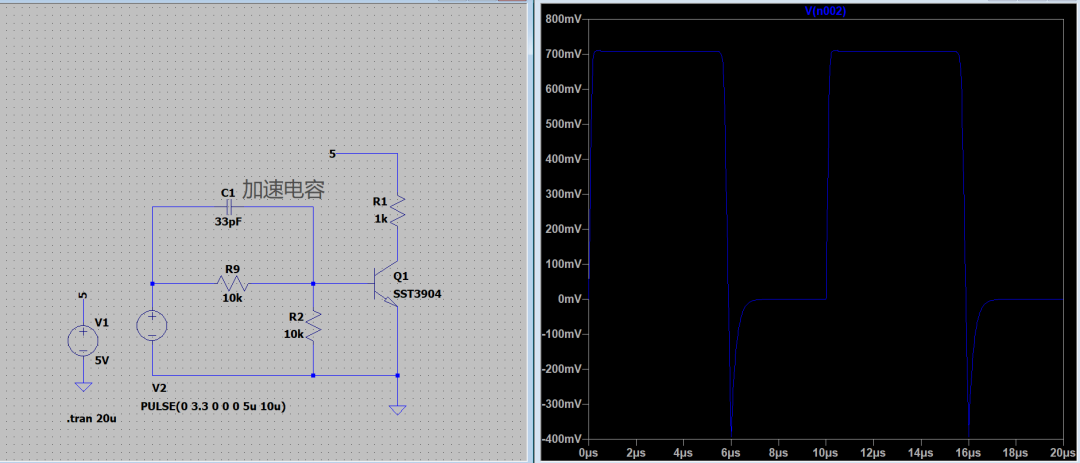 5
C1 加速电容
33pF
R1
1k
R9
10k
Q1
SST3904
R2
10k
5
V1
5V
V2
PULSE(0 3.3 0 0 0 5u 10u)
.tran 20u
V(n002)
800mV
700mV
600mV
500mV
400mV
300mV
200mV
100mV
0mV
-100mV
-200mV
-300mV
-400mV
0µs 2µs 4µs 6µs 8µs 10µs 12µs 14µs 16µs 18µs 20µs